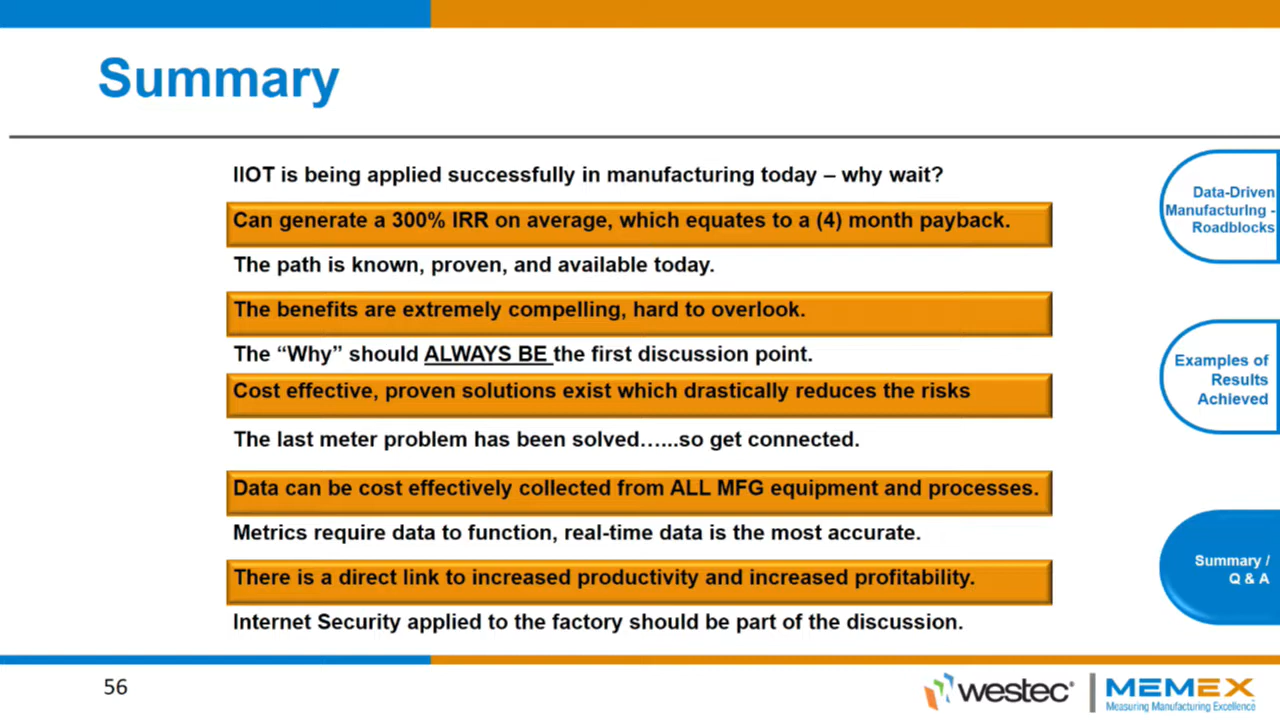 Summary
IIOT is being applied successfully in manufacturing today – why wait?
Can generate a 300% IRR on average, which equates to a (4) month payback.
The path is known, proven, and available today.
The benefits are extremely compelling, hard to overlook.
The “Why” should ALWAYS BE the first discussion point.
Cost effective, proven solutions exist which drastically reduces the risks
The last meter problem has been solved…...so get connected.
Data can be cost effectively collected from ALL MFG equipment and processes.
Metrics require data to function, real-time data is the most accurate.
There is a direct link to increased productivity and increased profitability.
Internet Security applied to the factory should be part of the discussion.
Data-Driven
Manufacturing -
Roadblocks
Examples of
Results
Achieved
Summary /
Q & A
56
westec®
MEMEX
Measuring Manufacturing Excellence